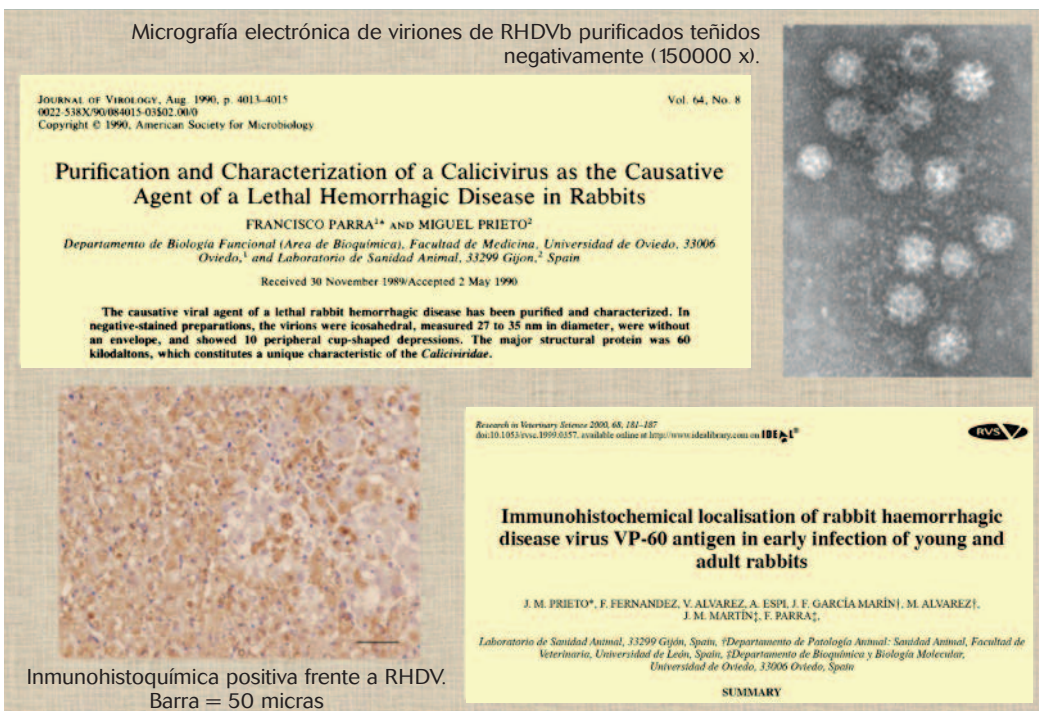 Micrografía electrónica de viriones de RHDVb purificados teñidos
negativamente (150000 x).
JOURNAL OF VIROLOGY, Aug. 1990, p. 4013–4015
0022-538X/90/084015-03$02.00/0
Copyright © 1990, American Society for Microbiology
Vol. 64, No. 8
Purification and Characterization of a Calicivirus as the Causative
Agent of a Lethal Hemorrhagic Disease in Rabbits
FRANCISCO PARRA¹* AND MIGUEL PRIETO²
Departamento de Biología Funcional (Area de Bioquímica), Facultad de Medicina, Universidad de Oviedo, 33006
Oviedo,¹ and Laboratorio de Sanidad Animal, 33299 Gijon,² Spain
Received 30 November 1989/Accepted 2 May 1990
The causative viral agent of a lethal rabbit hemorrhagic disease has been purified and characterized. In
negative-stained preparations, the virions were icosahedral, measured 27 to 35 nm in diameter, were without
an envelope, and showed 10 peripheral cup-shaped depressions. The major structural protein was 60
kilodaltons, which constitutes a unique characteristic of the Caliciviridae.
Research in Veterinary Science 2000, 68, 181–187
doi:10.1053/rvsc.1999.0357, available online at http://www.idealibrary.com on IDEAL®
RVS
Immunohistochemical localisation of rabbit haemorrhagic
disease virus VP-60 antigen in early infection of young and
adult rabbits
J. M. PRIETO*, F. FERNANDEZ, V. ALVAREZ, A. ESPI, J. F. GARCÍA MARÍN†, M. ALVAREZ†,
J. M. MARTÍN‡, F. PARRA‡,
Laboratorio de Sanidad Animal, 33299 Gijón, Spain, †Departamento de Patología Animal: Sanidad Animal, Facultad de
Veterinaria, Universidad de León, Spain, ‡Departamento de Bioquímica y Biología Molecular,
Universidad de Oviedo, 33006 Oviedo, Spain
SUMMARY
Inmunohistoquímica positiva frente a RHDV.
Barra = 50 micras